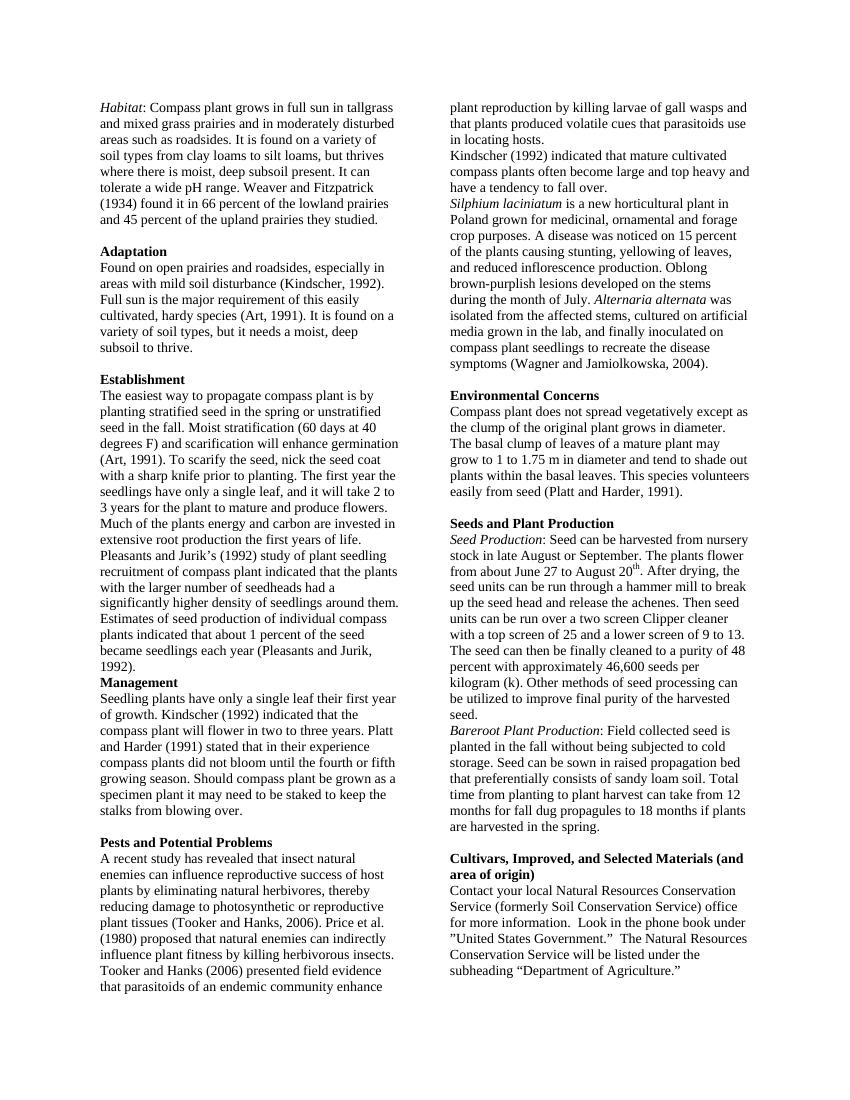 Habitat: Compass plant grows in full sun in tallgrass
and mixed grass prairies and in moderately disturbed
areas such as roadsides. It is found on a variety of
soil types from clay loams to silt loams, but thrives
where there is moist, deep subsoil present. It can
tolerate a wide pH range. Weaver and Fitzpatrick
(1934) found it in 66 percent of the lowland prairies
and 45 percent of the upland prairies they studied.
Adaptation
Found on open prairies and roadsides, especially in
areas with mild soil disturbance (Kindscher, 1992).
Full sun is the major requirement of this easily
cultivated, hardy species (Art, 1991). It is found on a
variety of soil types, but it needs a moist, deep
subsoil to thrive.
Establishment
The easiest way to propagate compass plant is by
planting stratified seed in the spring or unstratified
seed in the fall. Moist stratification (60 days at 40
degrees F) and scarification will enhance germination
(Art, 1991). To scarify the seed, nick the seed coat
with a sharp knife prior to planting. The first year the
seedlings have only a single leaf, and it will take 2 to
3 years for the plant to mature and produce flowers.
Much of the plants energy and carbon are invested in
extensive root production the first years of life.
Pleasants and Jurik’s (1992) study of plant seedling
recruitment of compass plant indicated that the plants
with the larger number of seedheads had a
significantly higher density of seedlings around them.
Estimates of seed production of individual compass
plants indicated that about 1 percent of the seed
became seedlings each year (Pleasants and Jurik,
1992).
Management
Seedling plants have only a single leaf their first year
of growth. Kindscher (1992) indicated that the
compass plant will flower in two to three years. Platt
and Harder (1991) stated that in their experience
compass plants did not bloom until the fourth or fifth
growing season. Should compass plant be grown as a
specimen plant it may need to be staked to keep the
stalks from blowing over.
Pests and Potential Problems
A recent study has revealed that insect natural
enemies can influence reproductive success of host
plants by eliminating natural herbivores, thereby
reducing damage to photosynthetic or reproductive
plant tissues (Tooker and Hanks, 2006). Price et al.
(1980) proposed that natural enemies can indirectly
influence plant fitness by killing herbivorous insects.
Tooker and Hanks (2006) presented field evidence
that parasitoids of an endemic community enhance
plant reproduction by killing larvae of gall wasps and
that plants produced volatile cues that parasitoids use
in locating hosts.
Kindscher (1992) indicated that mature cultivated
compass plants often become large and top heavy and
have a tendency to fall over.
Silphium laciniatum is a new horticultural plant in
Poland grown for medicinal, ornamental and forage
crop purposes. A disease was noticed on 15 percent
of the plants causing stunting, yellowing of leaves,
and reduced inflorescence production. Oblong
brown-purplish lesions developed on the stems
during the month of July. Alternaria alternata was
isolated from the affected stems, cultured on artificial
media grown in the lab, and finally inoculated on
compass plant seedlings to recreate the disease
symptoms (Wagner and Jamiolkowska, 2004).
Environmental Concerns
Compass plant does not spread vegetatively except as
the clump of the original plant grows in diameter.
The basal clump of leaves of a mature plant may
grow to 1 to 1.75 m in diameter and tend to shade out
plants within the basal leaves. This species volunteers
easily from seed (Platt and Harder, 1991).
Seeds and Plant Production
Seed Production: Seed can be harvested from nursery
stock in late August or September. The plants flower
from about June 27 to August 20th. After drying, the
seed units can be run through a hammer mill to break
up the seed head and release the achenes. Then seed
units can be run over a two screen Clipper cleaner
with a top screen of 25 and a lower screen of 9 to 13.
The seed can then be finally cleaned to a purity of 48
percent with approximately 46,600 seeds per
kilogram (k). Other methods of seed processing can
be utilized to improve final purity of the harvested
seed.
Bareroot Plant Production: Field collected seed is
planted in the fall without being subjected to cold
storage. Seed can be sown in raised propagation bed
that preferentially consists of sandy loam soil. Total
time from planting to plant harvest can take from 12
months for fall dug propagules to 18 months if plants
are harvested in the spring.
Cultivars, Improved, and Selected Materials (and
area of origin)
Contact your local Natural Resources Conservation
Service (formerly Soil Conservation Service) office
for more information.  Look in the phone book under
”United States Government.”  The Natural Resources
Conservation Service will be listed under the
subheading “Department of Agriculture.”